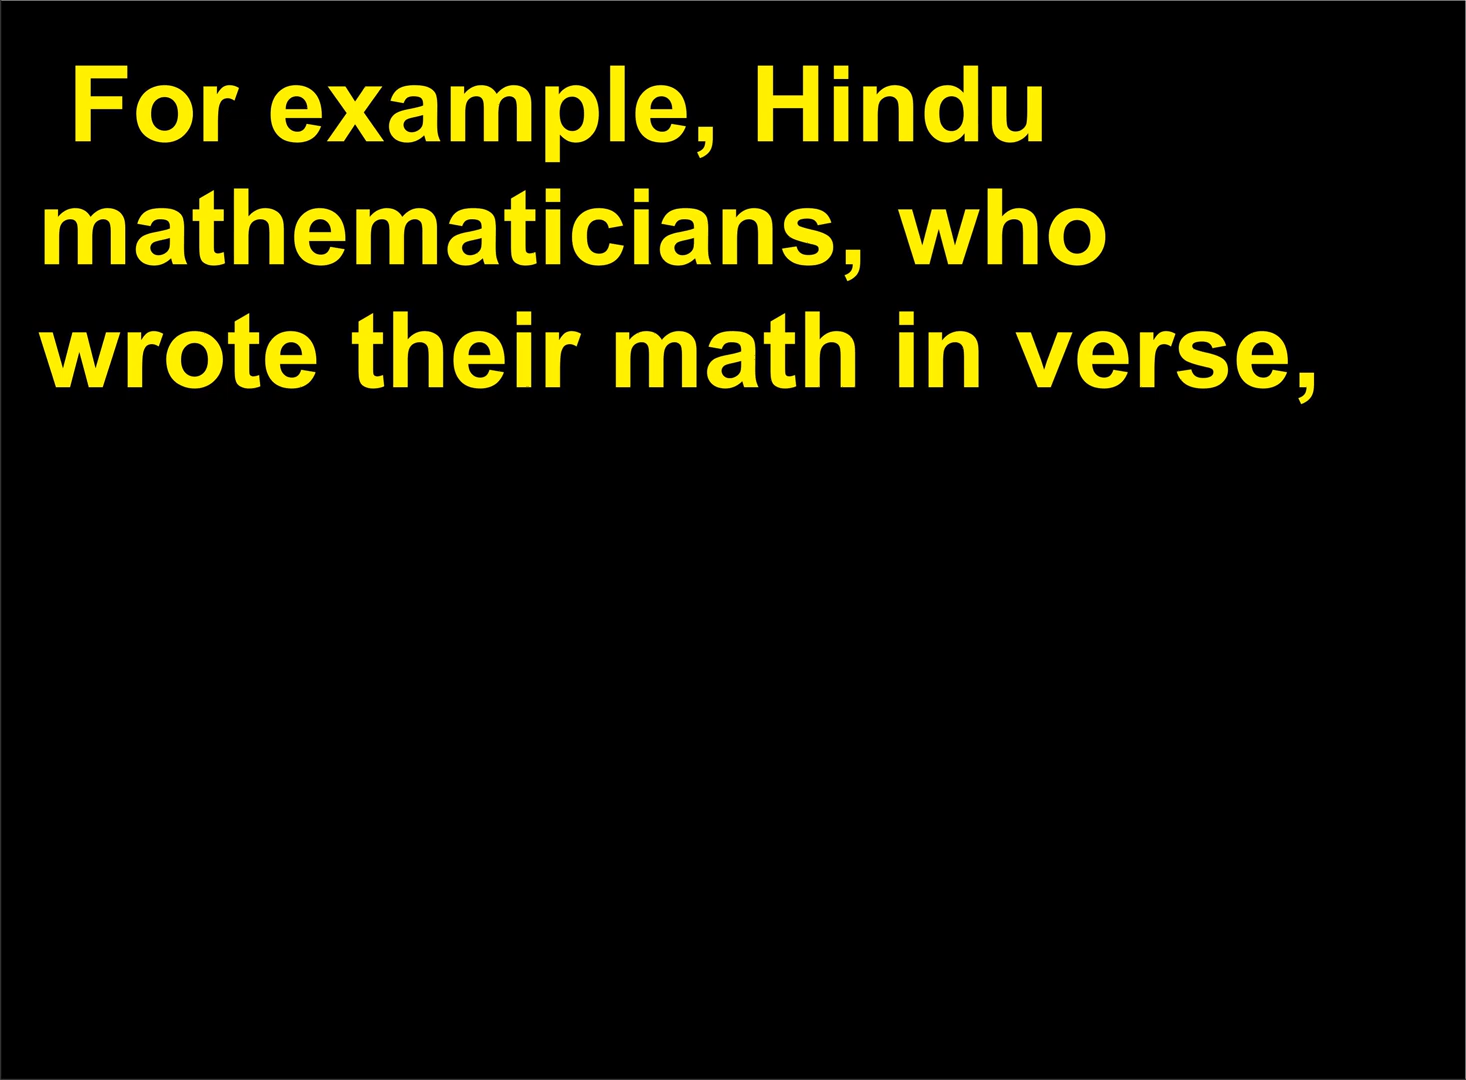 For example, Hindu
mathematicians, who
wrote their math in verse,